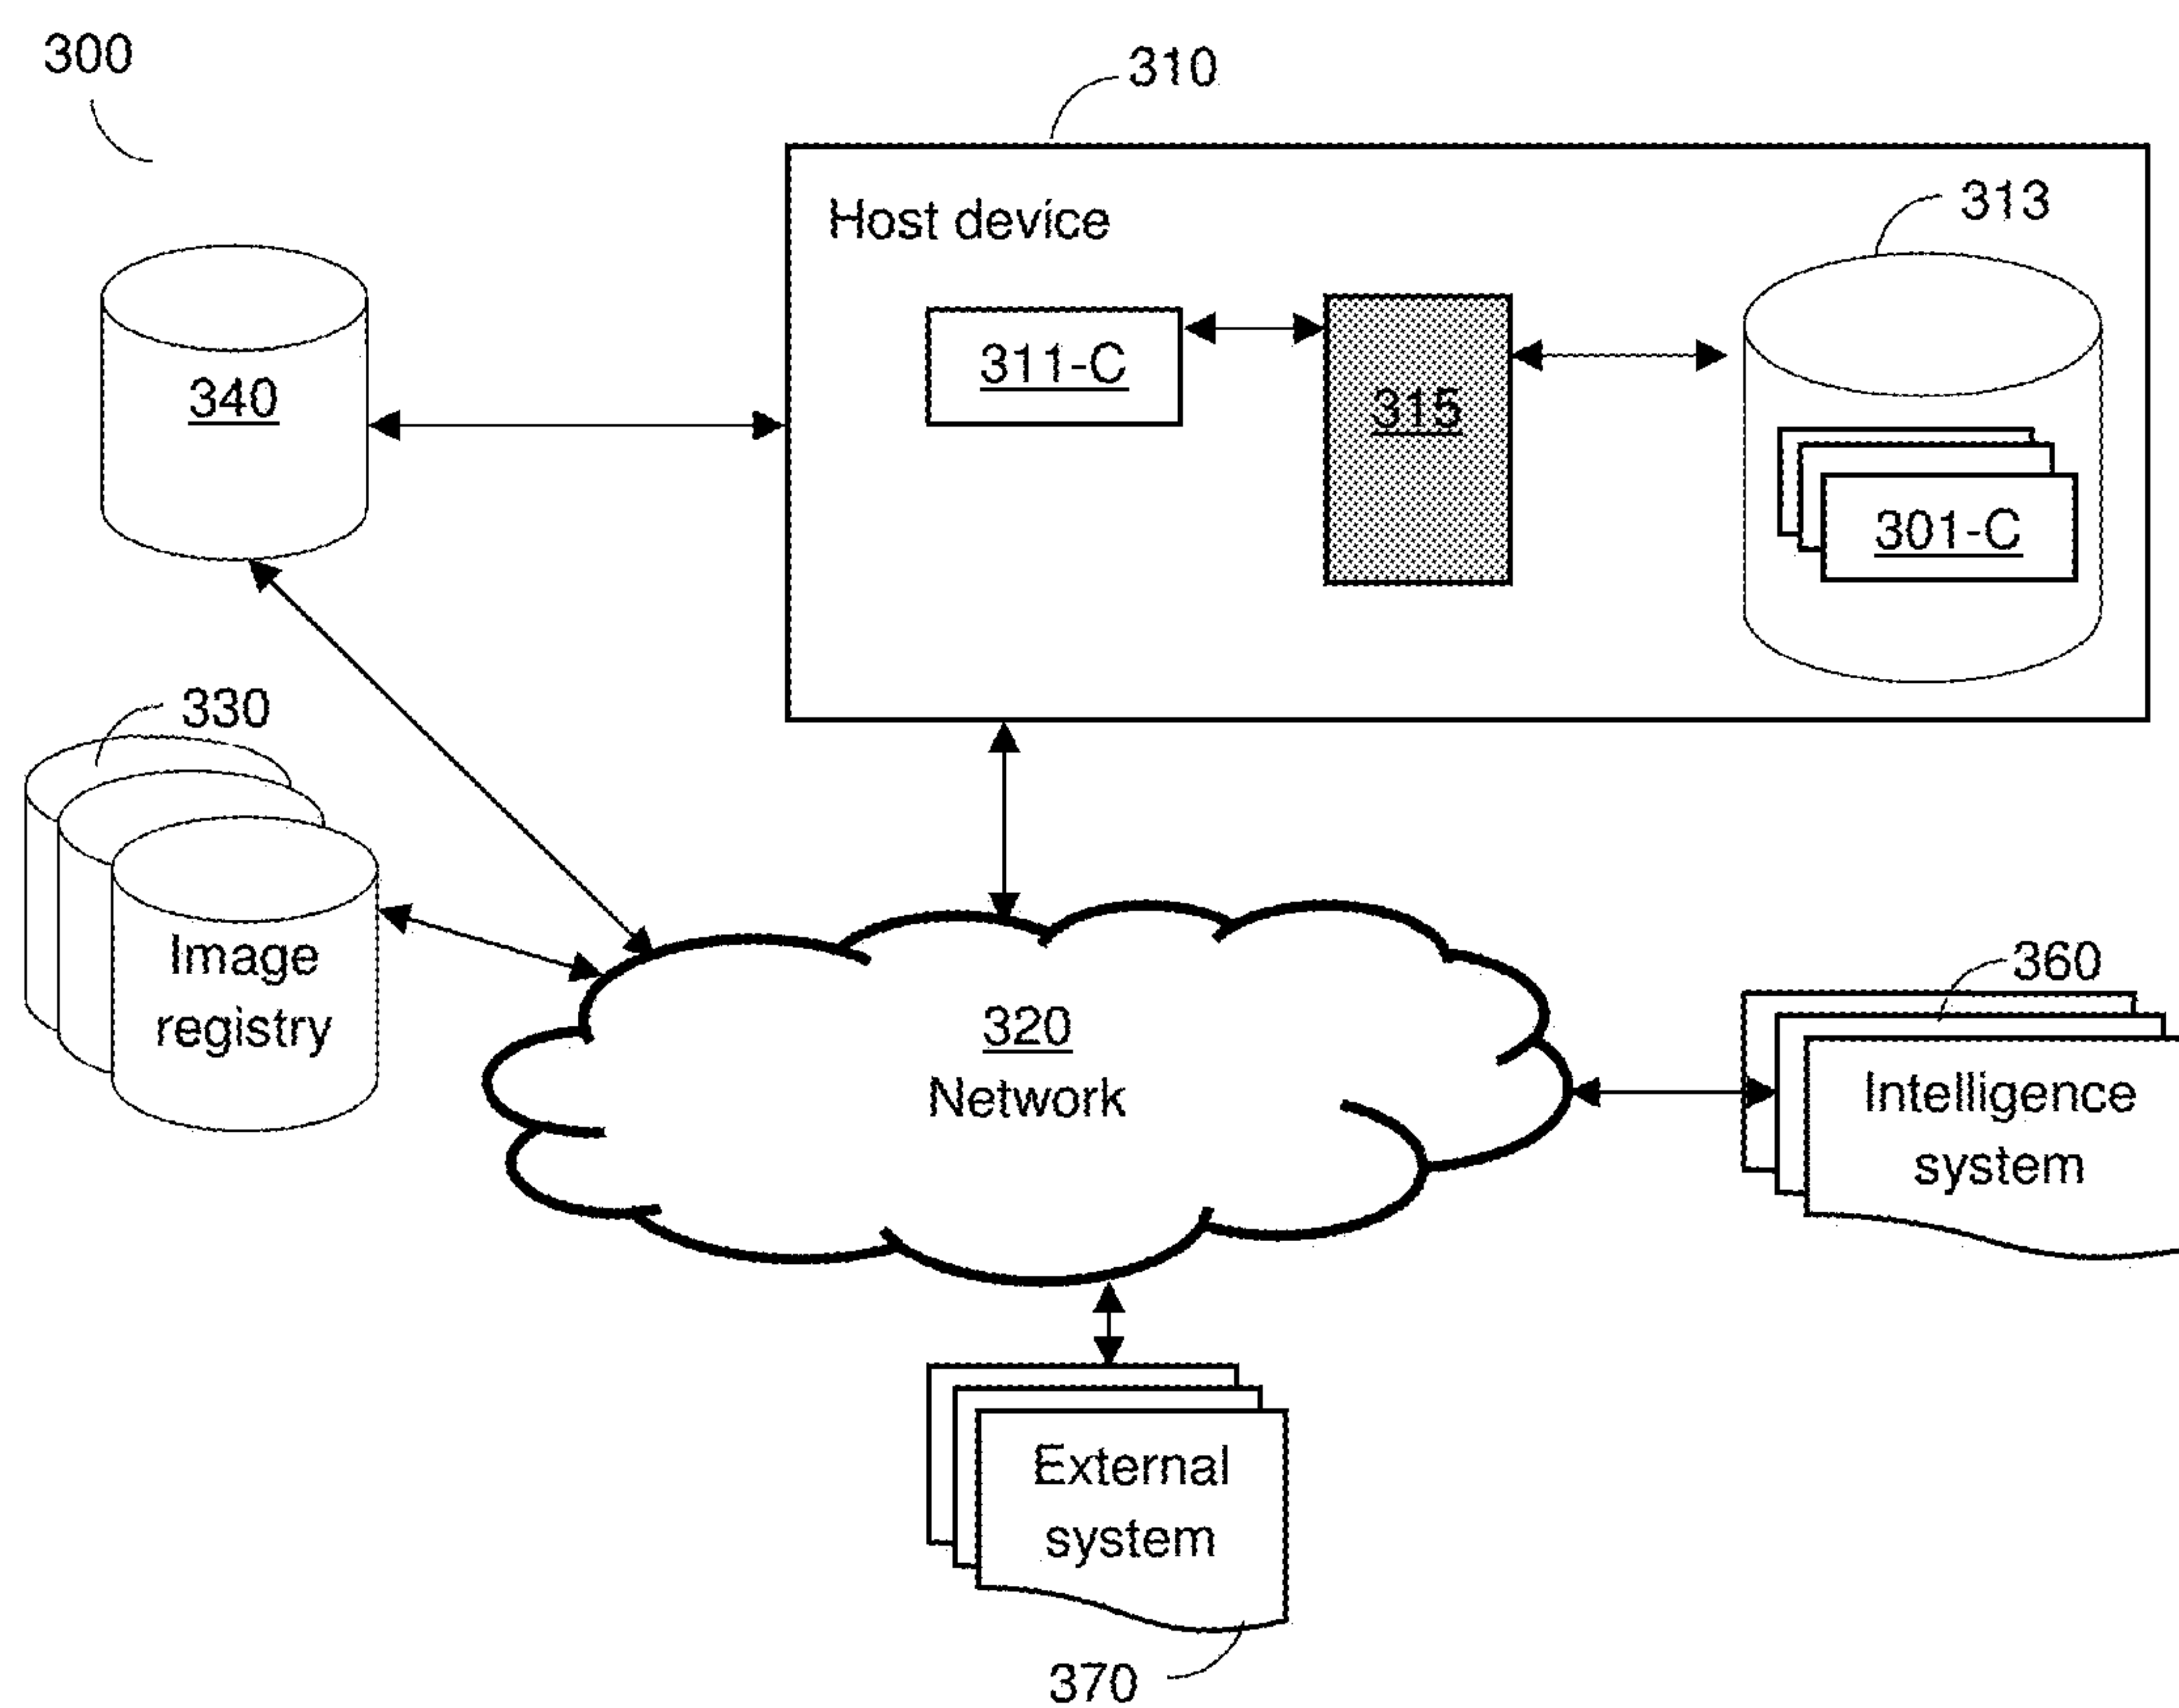 300
310
Host device
313
311-C
315
340
301-C
330
Image
registry
320
Network
360
Intelligence
system
External
system
370